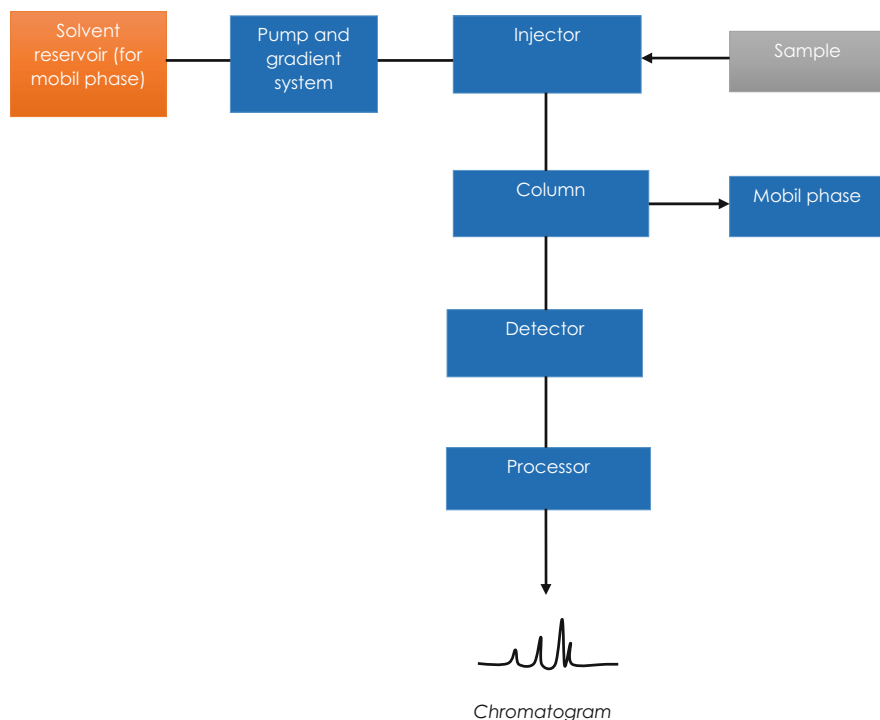 Solvent
reservoir (for
mobil phase)
Pump and
gradient
system
Injector
Sample
Column
Mobil phase
Detector
Processor
Chromatogram